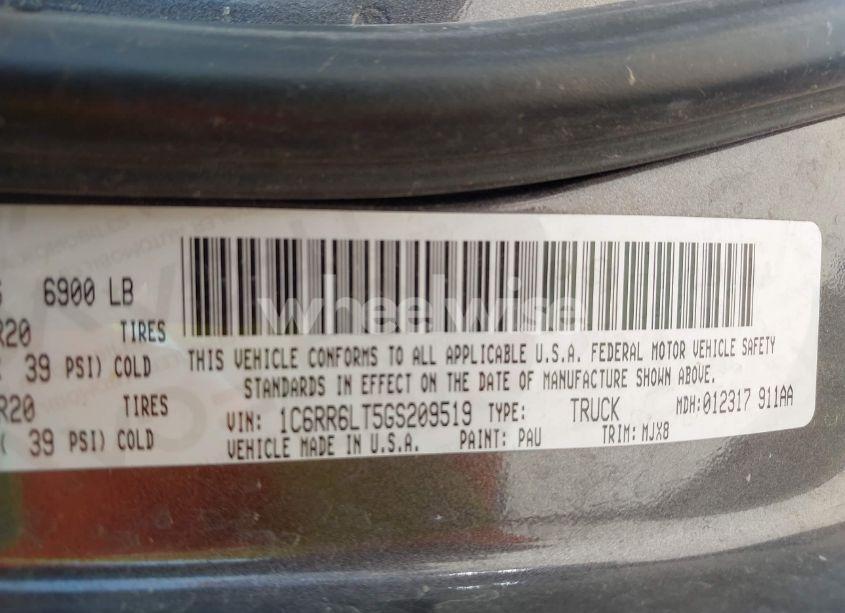 6900 LB
R20 TIRES
39 PSI) COLD
R20 TIRES
39 PSI) COLD
THIS VEHICLE CONFORMS TO ALL APPLICABLE U.S.A. FEDERAL MOTOR VEHICLE SAFETY
STANDARDS IN EFFECT ON THE DATE OF MANUFACTURE SHOWN ABOVE.
VIN: 1C6RR6LT5GS209519 TYPE: TRUCK MDH:012317 911AA
VEHICLE MADE IN U.S.A. PAINT: PAU TRIM: MJX8
wheelwise